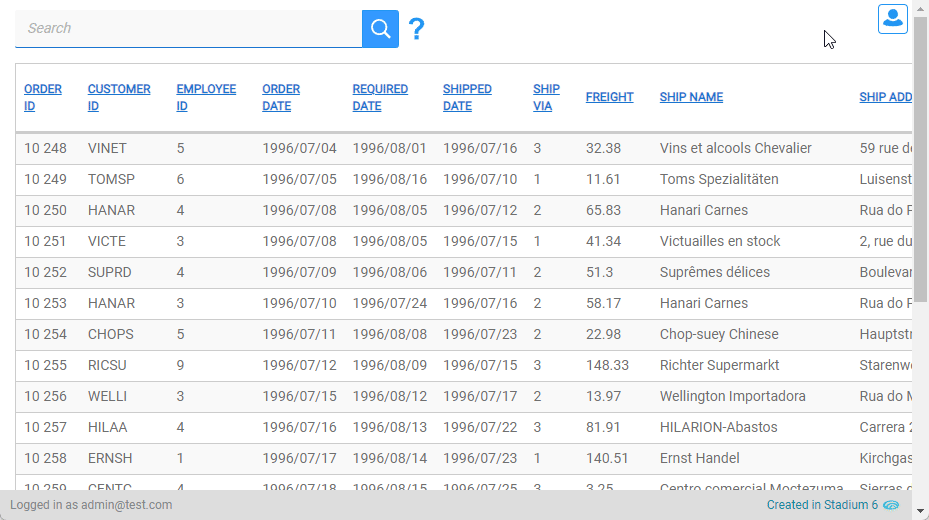 Search ?
ORDER ID CUSTOMER ID EMPLOYEE ID ORDER DATE REQUIRED DATE SHIPPED DATE SHIP VIA FREIGHT SHIP NAME SHIP ADD
10 248 VINET 5 1996/07/04 1996/08/01 1996/07/16 3 32.38 Vins et alcools Chevalier 59 rue de
10 249 TOMSP 6 1996/07/05 1996/08/16 1996/07/10 1 11.61 Toms Spezialitäten Luisenst
10 250 HANAR 4 1996/07/08 1996/08/05 1996/07/12 2 65.83 Hanari Carnes Rua do P
10 251 VICTE 3 1996/07/08 1996/08/05 1996/07/15 1 41.34 Victuailles en stock 2, rue du
10 252 SUPRD 4 1996/07/09 1996/08/06 1996/07/11 2 51.3 Suprêmes délices Boulevar
10 253 HANAR 3 1996/07/10 1996/07/24 1996/07/16 2 58.17 Hanari Carnes Rua do P
10 254 CHOPS 5 1996/07/11 1996/08/08 1996/07/23 2 22.98 Chop-suey Chinese Hauptstr
10 255 RICSU 9 1996/07/12 1996/08/09 1996/07/15 3 148.33 Richter Supermarkt Starenwe
10 256 WELLI 3 1996/07/15 1996/08/12 1996/07/17 2 13.97 Wellington Importadora Rua do M
10 257 HILAA 4 1996/07/16 1996/08/13 1996/07/22 3 81.91 HILARION-Abastos Carrera 2
10 258 ERNSH 1 1996/07/17 1996/08/14 1996/07/23 1 140.51 Ernst Handel Kirchgas
10 259 CENTC 4 1996/07/18 1996/08/15 1996/07/25 3 3.25 Centro comercial Moctezuma Sierras d
Logged in as admin@test.com Created in Stadium 6